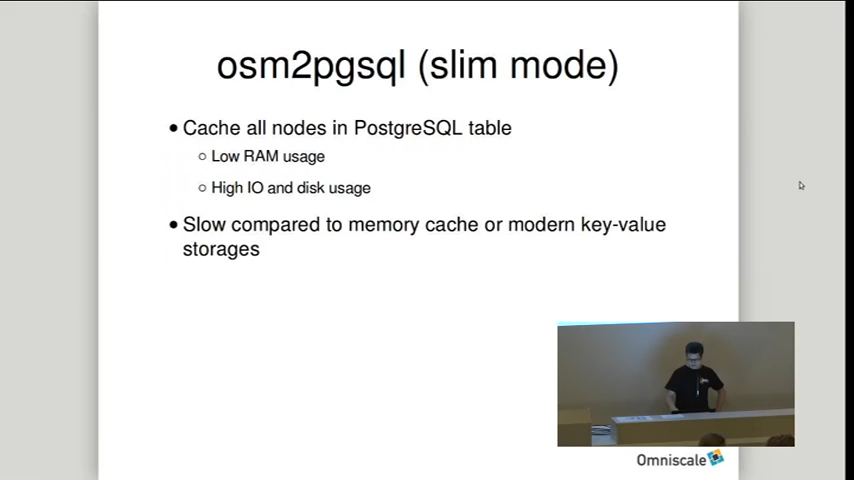 osm2pgsql (slim mode)
• Cache all nodes in PostgreSQL table
○ Low RAM usage
○ High IO and disk usage
• Slow compared to memory cache or modern key-value
storages
Omniscale